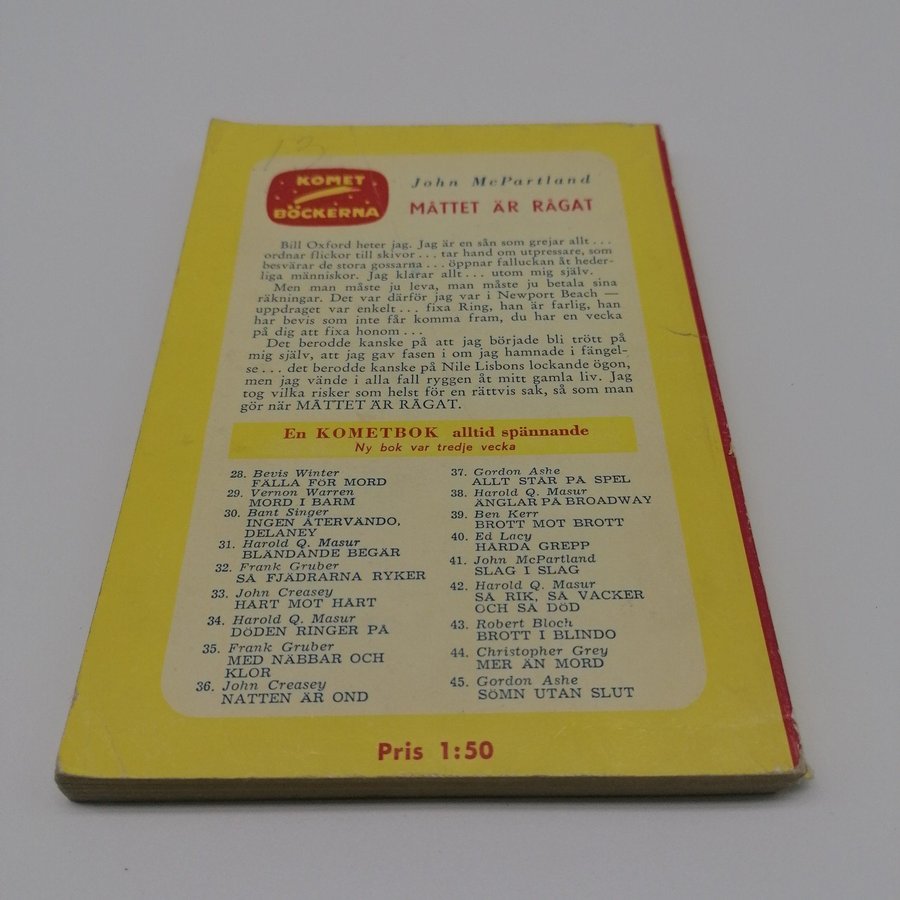 13
KOMET
BÖCKERNA
John McPartland
MÅTTET ÄR RÅGAT
Bill Oxford heter jag. Jag är en sån som grejar allt . . .
ordnar flickor till skivor . . . tar hand om utpressare, som
besvärar de stora gossarna . . . öppnar falluckan åt heder-
liga människor. Jag klarar allt . . . utom mig själv.
Men man måste ju leva, man måste ju betala sina
räkningar. Det var därför jag var i Newport Beach —
uppdraget var enkelt . . . fixa Ring, han är farlig, han
har bevis som inte får komma fram, du har en vecka
på dig att fixa honom . . .
Det berodde kanske på att jag började bli trött på
mig själv, att jag gav fasen i om jag hamnade i fängel-
se . . . det berodde kanske på Nile Lisbons lockande ögon,
men jag vände i alla fall ryggen åt mitt gamla liv. Jag
tog vilka risker som helst för en rättvis sak, så som man
gör när MÅTTET ÄR RÅGAT.
En KOMETBOK alltid spännande
Ny bok var tredje vecka
28. Bevis Winter
FÄLLA FÖR MORD
29. Vernon Warren
MORD I BARM
30. Bant Singer
INGEN ÅTERVÄNDO,
DELANEY
31. Harold Q. Masur
BLÄNDANDE BEGÄR
32. Frank Gruber
SÅ FJÄDRARNA RYKER
33. John Creasey
HÅRT MOT HÅRT
34. Harold Q. Masur
DÖDEN RINGER PÅ
35. Frank Gruber
MED NÄBBAR OCH
KLOR
36. John Creasey
NATTEN ÄR OND
37. Gordon Ashe
ALLT STÅR PÅ SPEL
38. Harold Q. Masur
ÄNGLAR PÅ BROADWAY
39. Ben Kerr
BROTT MOT BROTT
40. Ed Lacy
HÅRDA GREPP
41. John McPartland
SLAG I SLAG
42. Harold Q. Masur
SÅ RIK, SÅ VACKER
OCH SÅ DÖD
43. Robert Bloch
BROTT I BLINDO
44. Christopher Grey
MER ÄN MORD
45. Gordon Ashe
SÖMN UTAN SLUT
Pris 1:50